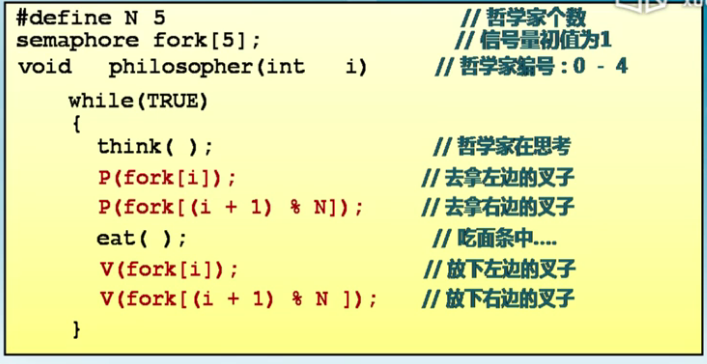 #define N 5 // 哲学家个数
semaphore fork[5]; // 信号量初值为1
void philosopher(int i) // 哲学家编号:0 - 4
while(TRUE)
{
think( ); // 哲学家在思考
P(fork[i]); // 去拿左边的叉子
P(fork[(i + 1) % N]); // 去拿右边的叉子
eat( ); // 吃面条中....
V(fork[i]); // 放下左边的叉子
V(fork[(i + 1) % N ]); // 放下右边的叉子
}